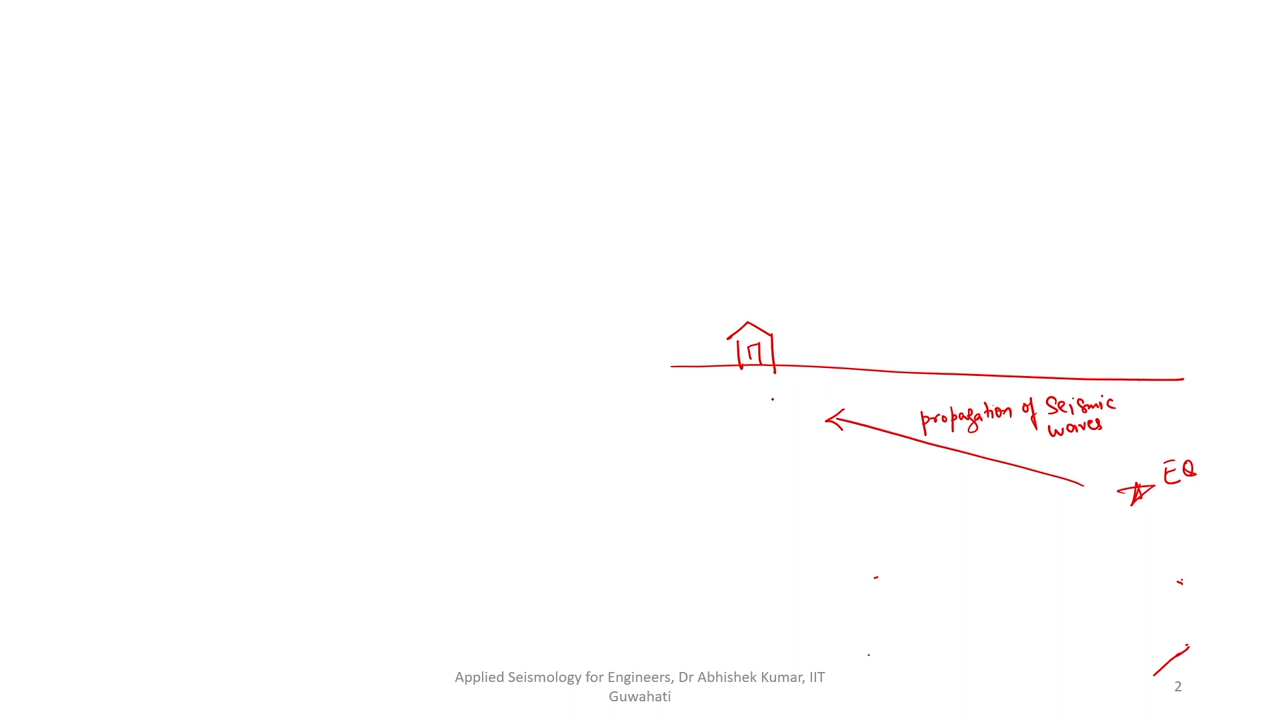 propagation of Seismic
waves
EQ
Applied Seismology for Engineers, Dr Abhishek Kumar, IIT
Guwahati
2